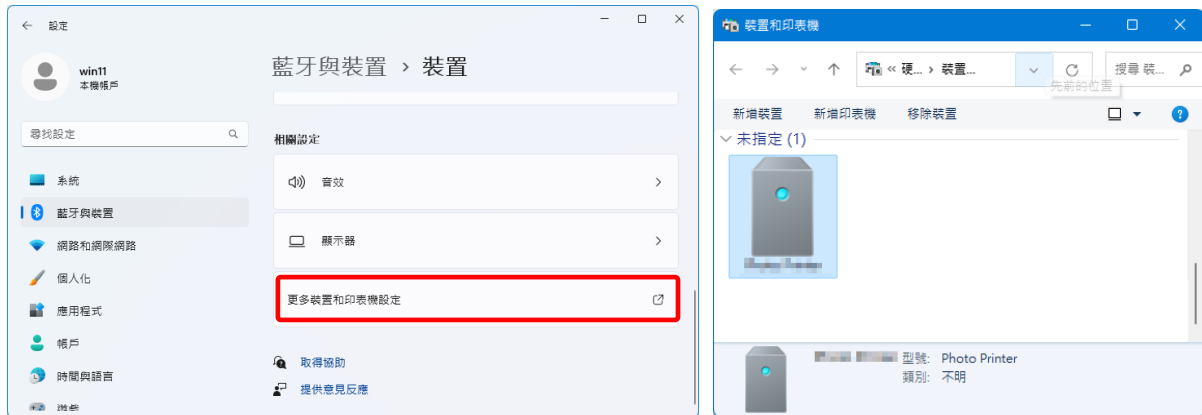 設定
win11
本機帳戶
尋找設定
系統
藍牙與裝置
網路和網際網路
個人化
應用程式
帳戶
時間與語言
遊戲
藍牙與裝置 › 裝置
相關設定
音效
顯示器
更多裝置和印表機設定
取得協助
提供意見反應
裝置和印表機
« 硬... › 裝置...
搜尋 裝...
先前的位置
新增裝置 新增印表機 移除裝置
未指定 (1)
型號: Photo Printer
類別: 不明